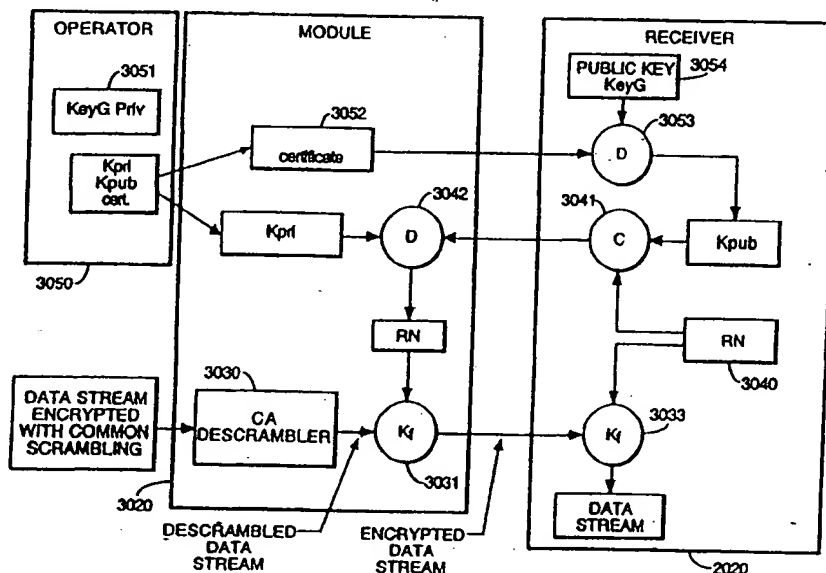 OPERATOR
3051
KeyG Priv
Kpri
Kpub
cert.
3050
MODULE
3052
certificate
3042
Kpri
D
RN
3030
CA
DESCRAMBLER
Kf
3031
3020
DATA STREAM
ENCRYPTED
WITH COMMON
SCRAMBLING
DESCRAMBLED
DATA
STREAM
ENCRYPTED
DATA
STREAM
RECEIVER
PUBLIC KEY
KeyG
3054
3053
D
3041
C
Kpub
RN
3040
3033
Kf
DATA
STREAM
2020